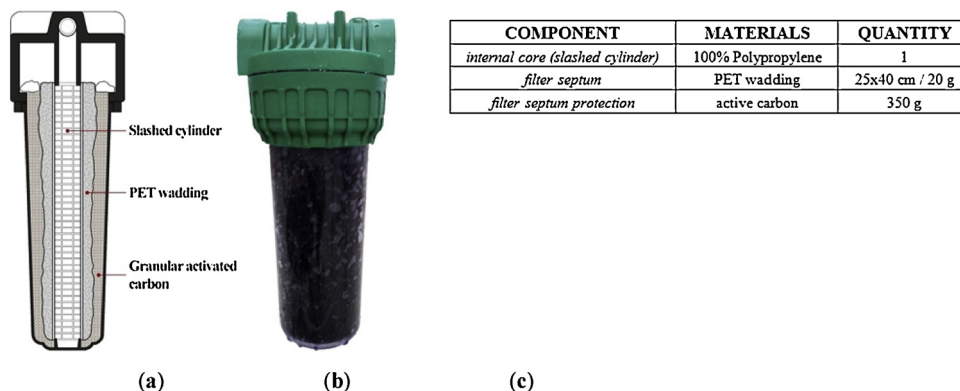 Slashed cylinder
PET wadding
Granular activated
carbon
COMPONENT MATERIALS QUANTITY
internal core (slashed cylinder) 100% Polypropylene 1
filter septum PET wadding 25x40 cm / 20 g
filter septum protection active carbon 350 g
(a) (b) (c)